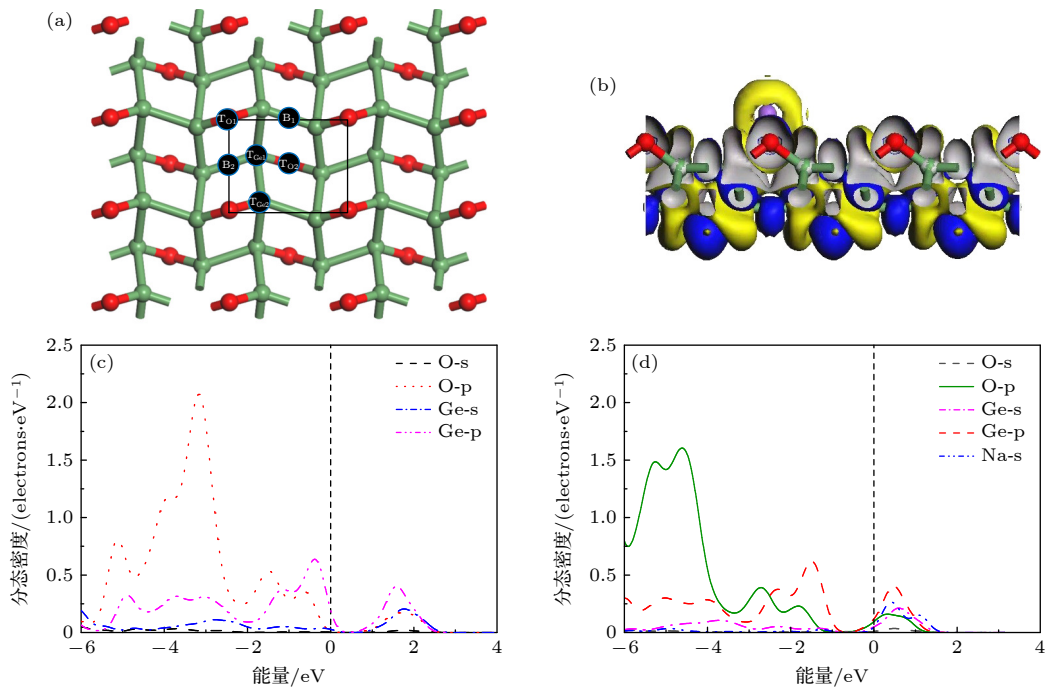 (a)
T_O1
B_1
B_2
T_Ge1
T_O2
T_Ge2
(b)
(c)
2.5
2.0
1.5
1.0
0.5
0
−6
−4
−2
0
2
4
分态密度/(electrons·eV⁻¹)
能量/eV
O-s
O-p
Ge-s
Ge-p
(d)
2.5
2.0
1.5
1.0
0.5
0
−6
−4
−2
0
2
4
分态密度/(electrons·eV⁻¹)
能量/eV
O-s
O-p
Ge-s
Ge-p
Na-s